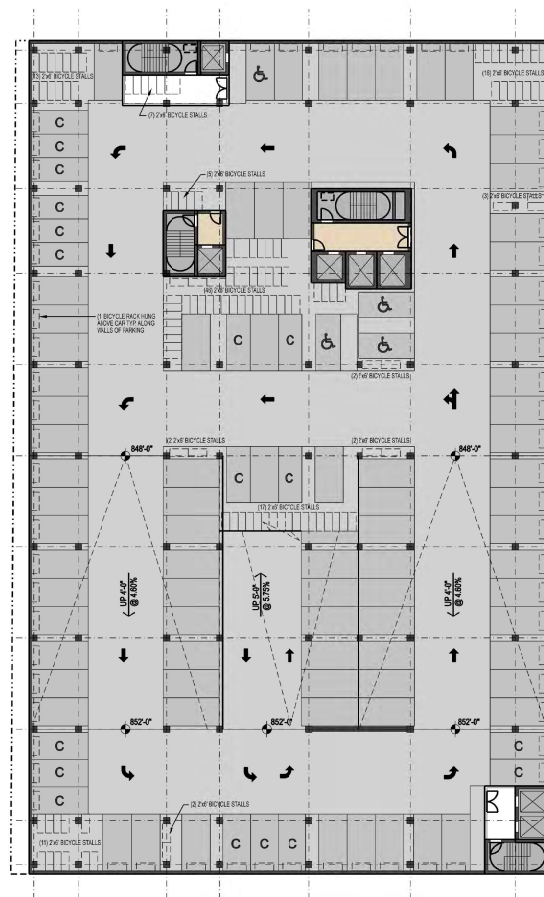 (13) 2'x6' BICYCLE STALLS
(16) 2'x6' BICYCLE STALLS
(7) 2'x6' BICYCLE STALLS
C
C
C
(5) 2'x6' BICYCLE STALLS
(3) 2'x6' BICYCLE STALLS
C
C
C
(46) 2'x6' BICYCLE STALLS
(1 BICYCLE RACK HUNG
ABOVE CAR TYP. ALONG
WALLS OF PARKING
C
C
(2) 2'x6' BICYCLE STALLS
(2 2'x6' BICYCLE STALLS
(2) 2'x6' BICYCLE STALLS
848'-0"
848'-0"
C
C
(17) 2'x6' BICYCLE STALLS
UP 4'-0"
@ 4.60%
UP 5'-0"
@ 5.75%
UP 4'-0"
@ 4.60%
852'-0"
852'-0"
852'-0"
C
C
C
C
C
(2) 2'x6' BICYCLE STALLS
(11) 2'x6' BICYCLE STALLS
C
C
C